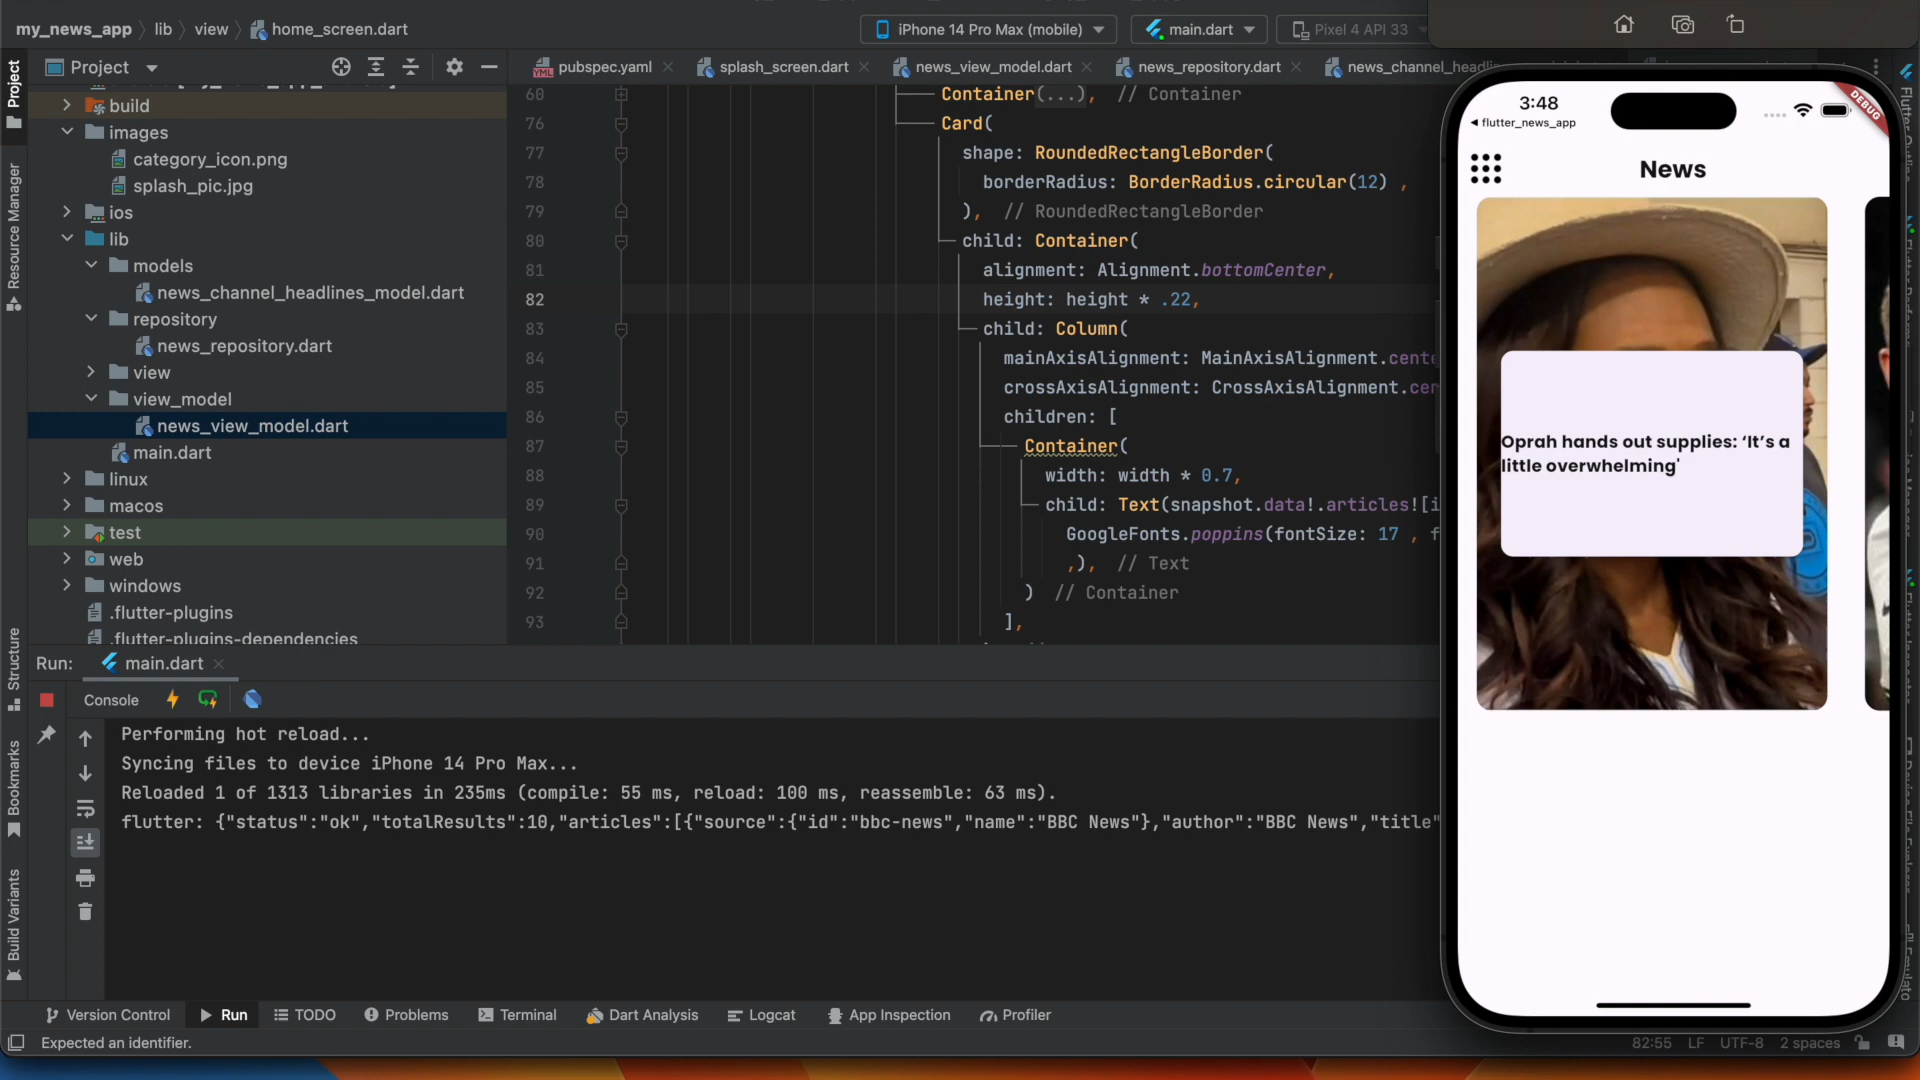 my_news_app
lib
view
home_screen.dart
iPhone 14 Pro Max (mobile)
main.dart
Pixel 4 API 33
Project
pubspec.yaml
splash_screen.dart
news_view_model.dart
news_repository.dart
Project
Resource Manager
Structure
Bookmarks
Build Variants
build
images
category_icon.png
splash_pic.jpg
ios
lib
models
news_channel_headlines_model.dart
repository
news_repository.dart
view
view_model
news_view_model.dart
main.dart
linux
macos
test
web
windows
.flutter-plugins
.flutter-plugins-dependencies
60 Container(...), // Container
76 Card(
77 shape: RoundedRectangleBorder(
78 borderRadius: BorderRadius.circular(12) ,
79 ), // RoundedRectangleBorder
80 child: Container(
81 alignment: Alignment.bottomCenter,
82 height: height * .22,
83 child: Column(
84 mainAxisAlignment: MainAxisAlignment.cente
85 crossAxisAlignment: CrossAxisAlignment.cen
86 children: [
87 Container(
88 width: width * 0.7,
89 child: Text(snapshot.data!.articles![i
90 GoogleFonts.poppins(fontSize: 17 , f
91 ,), // Text
92 ) // Container
93 ],
Run:
main.dart
Console
Performing hot reload...
Syncing files to device iPhone 14 Pro Max...
Reloaded 1 of 1313 libraries in 235ms (compile: 55 ms, reload: 100 ms, reassemble: 63 ms).
flutter: {"status":"ok","totalResults":10,"articles":[{"source":{"id":"bbc-news","name":"BBC News"},"author":"BBC News","title"
Version Control
Run
TODO
Problems
Terminal
Dart Analysis
Logcat
App Inspection
Profiler
Expected an identifier.
82:55
LF
UTF-8
2 spaces
3:48
flutter_news_app
DEBUG
News
Oprah hands out supplies: ‘It’s a
little overwhelming'
Flutter Outline